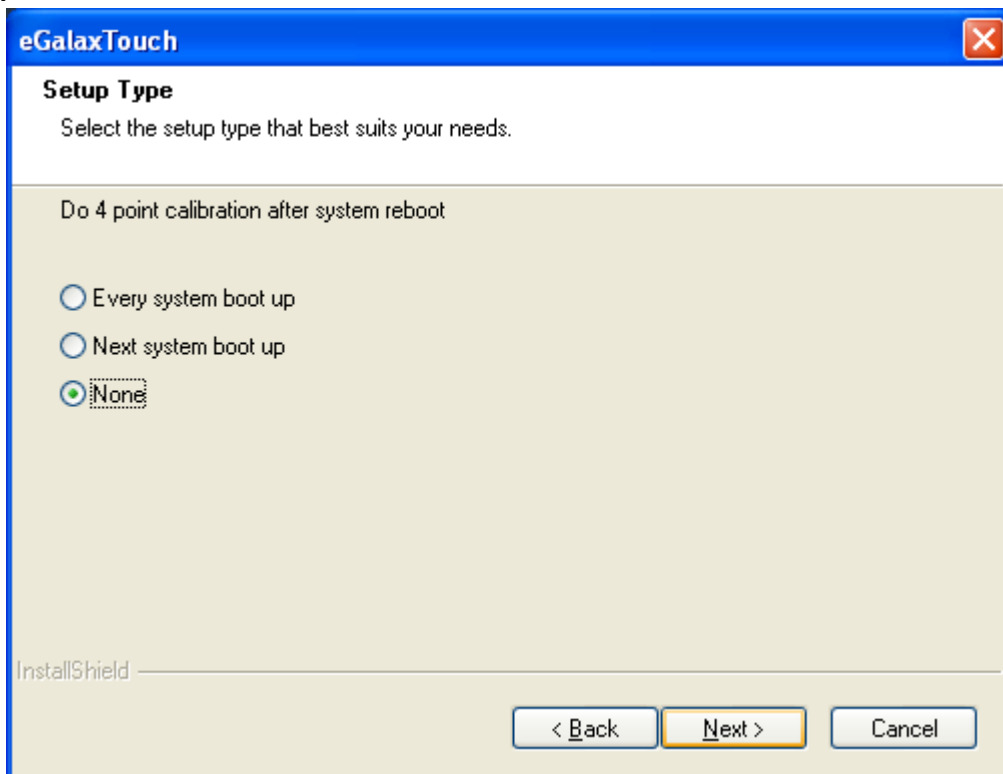 eGalaxTouch
Setup Type
Select the setup type that best suits your needs.
Do 4 point calibration after system reboot
Every system boot up
Next system boot up
None
InstallShield
< Back Next > Cancel